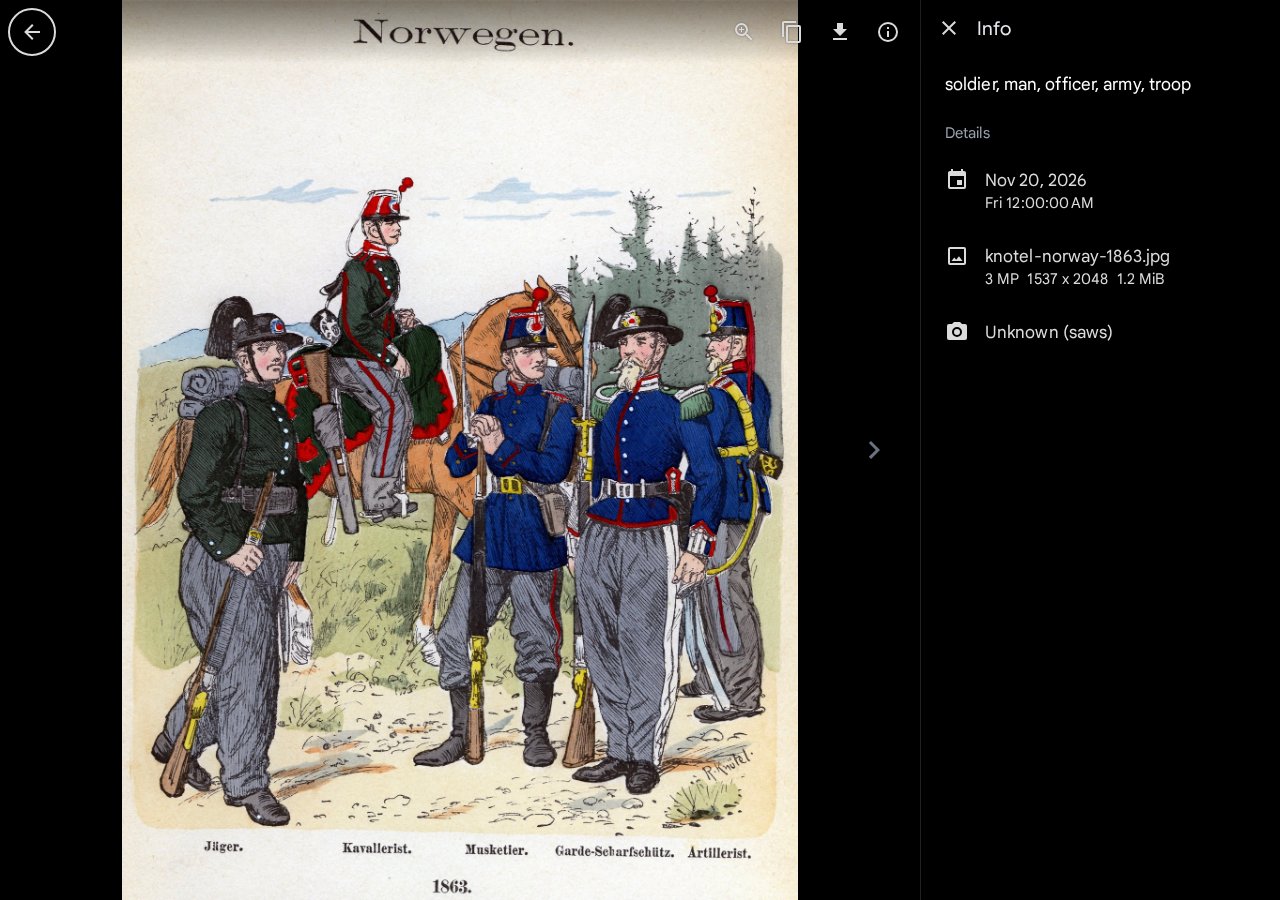 Norwegen.
Info
soldier, man, officer, army, troop
Details
Nov 20, 2026
Fri 12:00:00 AM
knotel-norway-1863.jpg
3 MP 1537 x 2048 1.2 MiB
Unknown (saws)
R. Knötel.
Jäger. Kavallerist. Musketier. Garde-Scharfschütz. Artillerist.
1863.